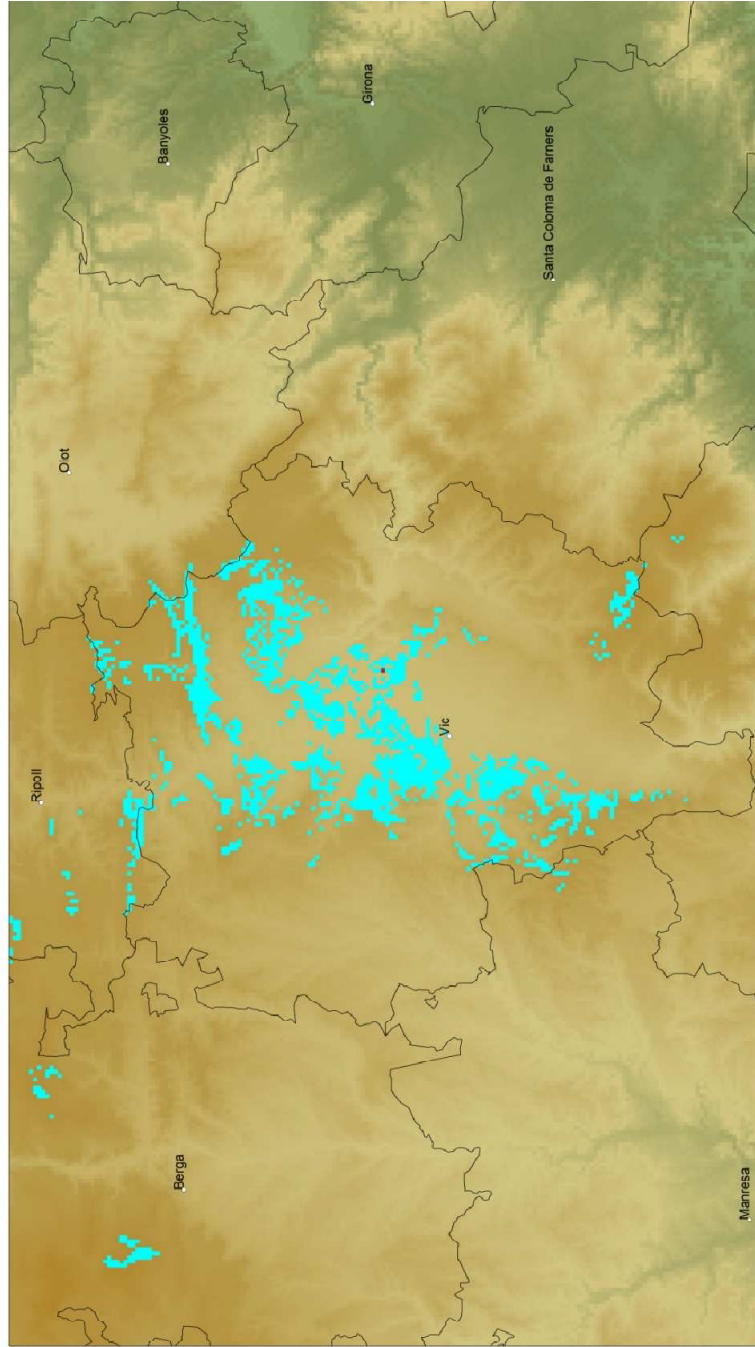 Ripoll
Olot
Banyoles
Berga
Girona
Vic
Santa Coloma de Farners
Manresa